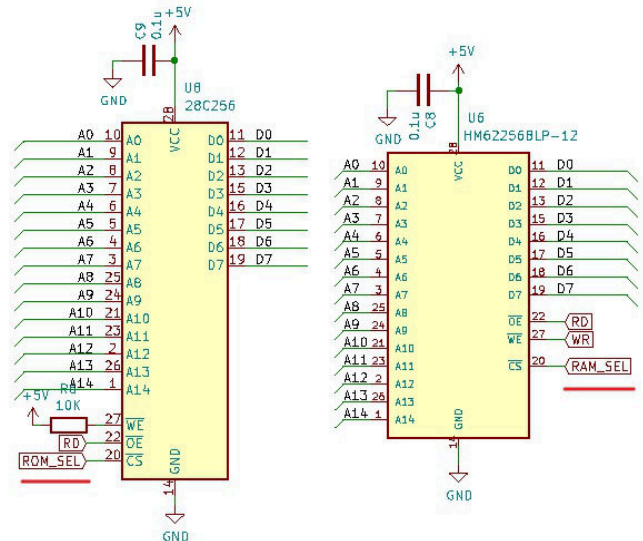 +5V
C9
0.1u
GND
U8
28C256
28
VCC
A0 10 A0 D0 11 D0
A1 9 A1 D1 12 D1
A2 8 A2 D2 13 D2
A3 7 A3 D3 15 D3
A4 6 A4 D4 16 D4
A5 5 A5 D5 17 D5
A6 4 A6 D6 18 D6
A7 3 A7 D7 19 D7
A8 25 A8
A9 24 A9
A10 21 A10
A11 23 A11
A12 2 A12
A13 26 A13
A14 1 A14
+5V
R8
10K
27 WE
RD 22 OE
ROM_SEL 20 CS
GND
14
GND
+5V
0.1u
C8
GND
U6
HM62256BLP-12
28
VCC
A0 10 A0 D0 11 D0
A1 9 A1 D1 12 D1
A2 8 A2 D2 13 D2
A3 7 A3 D3 15 D3
A4 6 A4 D4 16 D4
A5 5 A5 D5 17 D5
A6 4 A6 D6 18 D6
A7 3 A7 D7 19 D7
A8 25 A8
A9 24 A9 OE 22 RD
A10 21 A10 WE 27 WR
A11 23 A11 CS 20 RAM_SEL
A12 2 A12
A13 26 A13
A14 1 A14
GND
14
GND